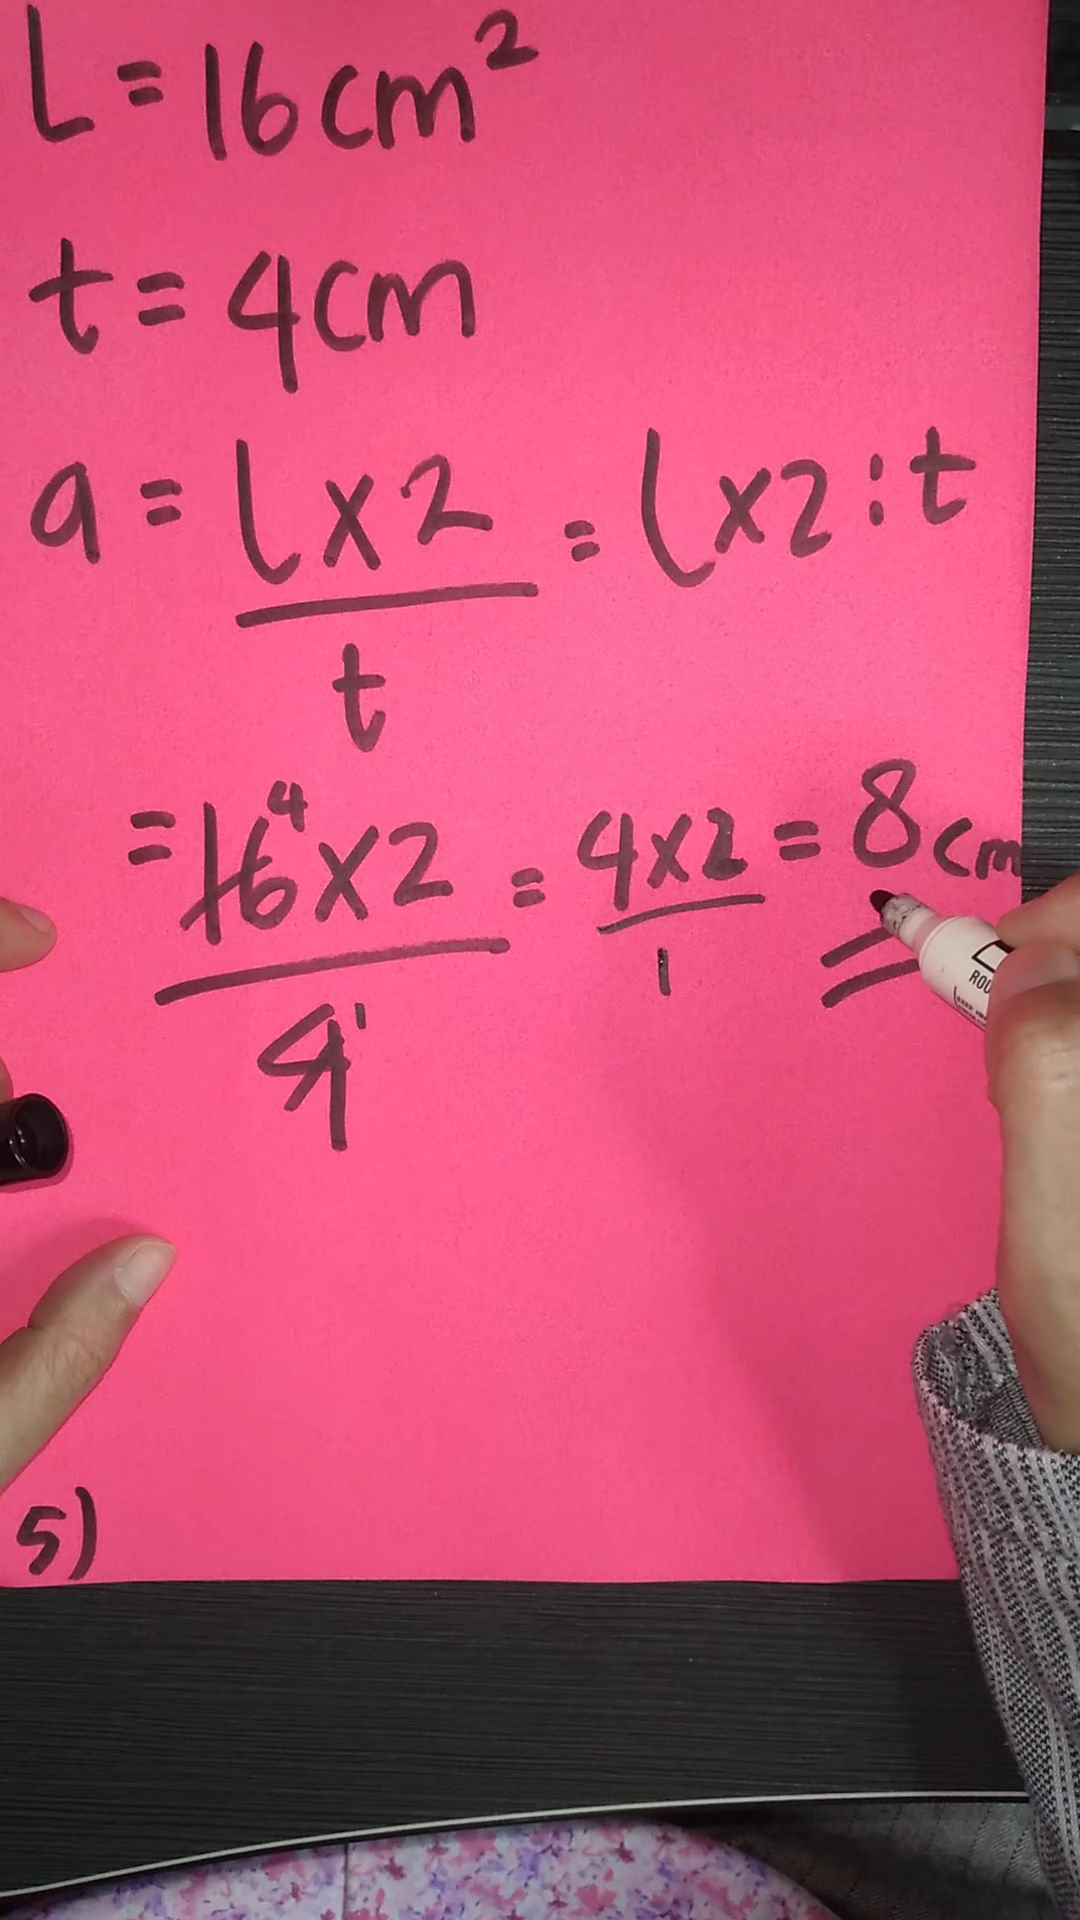 L = 16 cm²
t = 4 cm
a = L x 2 / t = L x 2 : t
= 16⁴ x 2 / 4¹ = 4 x 2 / 1 = 8 cm
5)